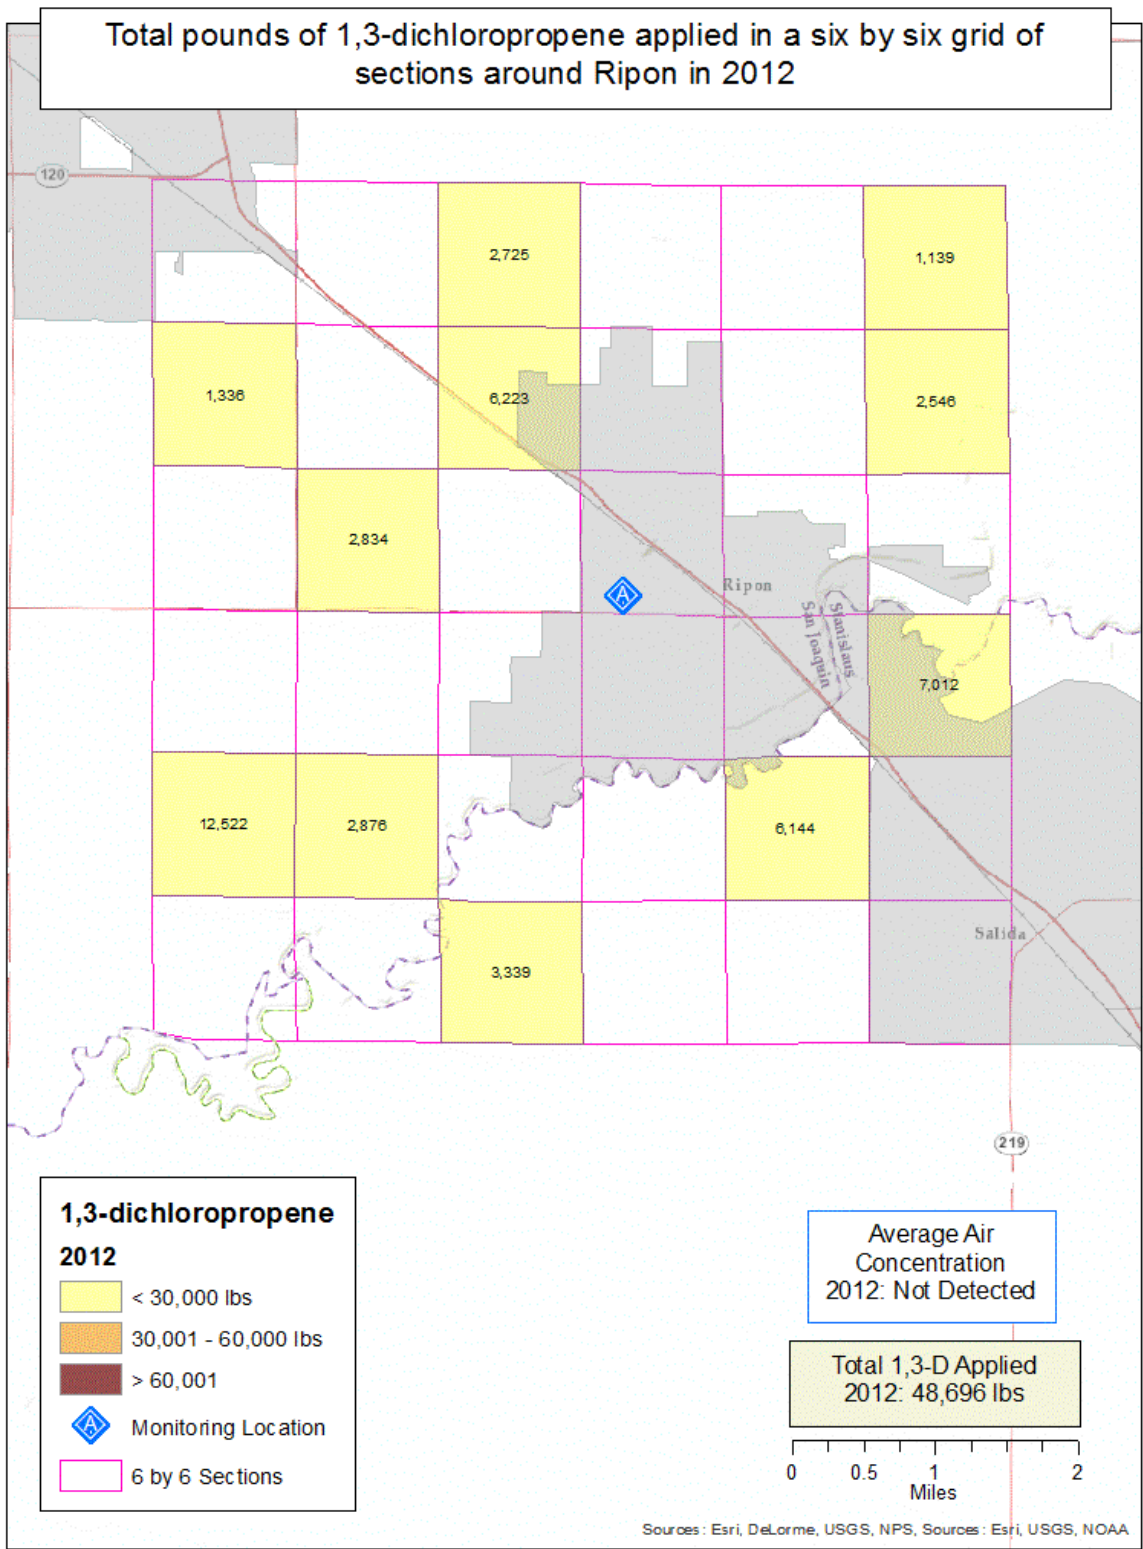 Total pounds of 1,3-dichloropropene applied in a six by six grid of
sections around Ripon in 2012
120
2,725
1,139
1,336
6,223
2,546
2,834
Ripon
Stanislaus
San Joaquin
7,012
12,522
2,876
6,144
Salida
3,339
219
1,3-dichloropropene
2012
< 30,000 lbs
30,001 - 60,000 lbs
> 60,001
A
Monitoring Location
6 by 6 Sections
Average Air
Concentration
2012: Not Detected
Total 1,3-D Applied
2012: 48,696 lbs
0 0.5 1 2
Miles
Sources: Esri, DeLorme, USGS, NPS, Sources: Esri, USGS, NOAA